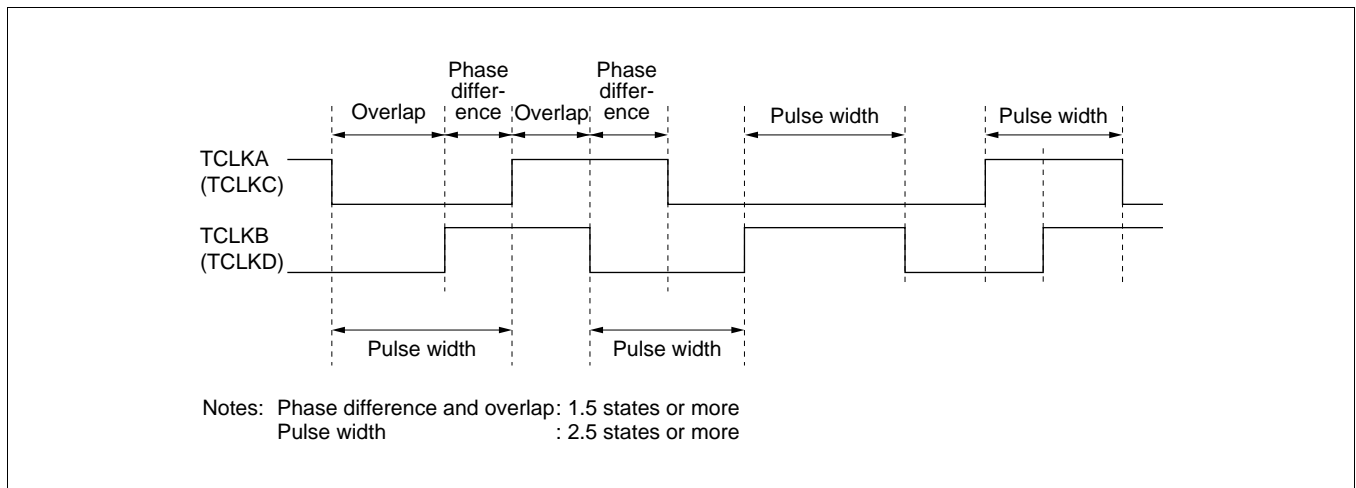 Phase
differ-
ence
Phase
differ-
ence
Overlap
Overlap
Pulse width
Pulse width
TCLKA
(TCLKC)
TCLKB
(TCLKD)
Pulse width
Pulse width
Notes: Phase difference and overlap: 1.5 states or more
Pulse width : 2.5 states or more